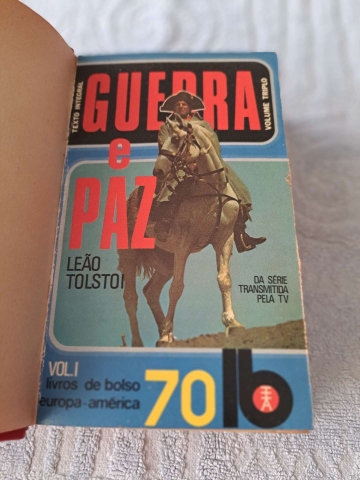 TEXTO INTEGRAL
GUERRA
VOLUME TRIPLO
e
PAZ
LEÃO
TOLSTOI
DA SÉRIE
TRANSMITIDA
PELA TV
VOL.I
livros de bolso
europa-américa
70
lb